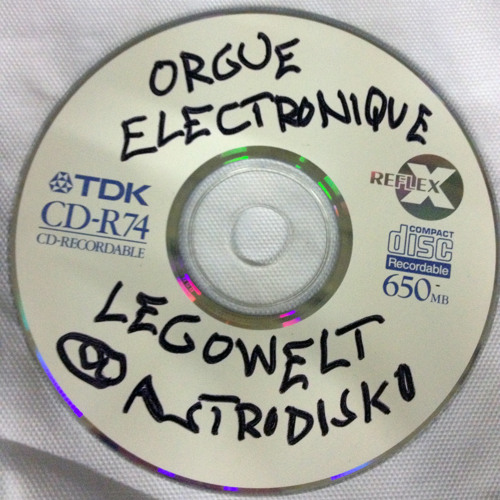 ORGUE
ELECTRONIQUE
TDK
CD-R74
CD-RECORDABLE
REFLEX X
COMPACT
disc
Recordable
650MB
LEGOWELT
@ ASTRODISKO